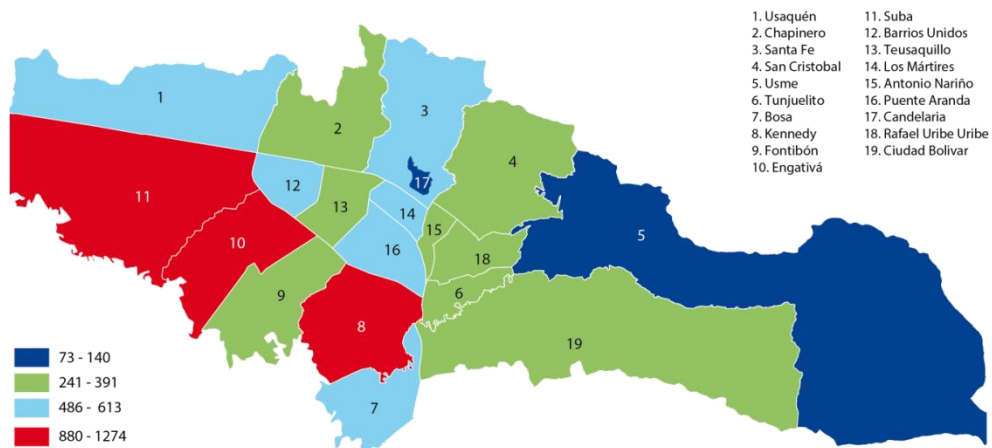 1. Usaquén
2. Chapinero
3. Santa Fe
4. San Cristobal
5. Usme
6. Tunjuelito
7. Bosa
8. Kennedy
9. Fontibón
10. Engativá
11. Suba
12. Barrios Unidos
13. Teusaquillo
14. Los Mártires
15. Antonio Nariño
16. Puente Aranda
17. Candelaria
18. Rafael Uribe Uribe
19. Ciudad Bolivar
1
2
3
4
17
12
11
13
14
15
5
10
16
18
9
6
8
19
7
73 - 140
241 - 391
486 - 613
880 - 1274